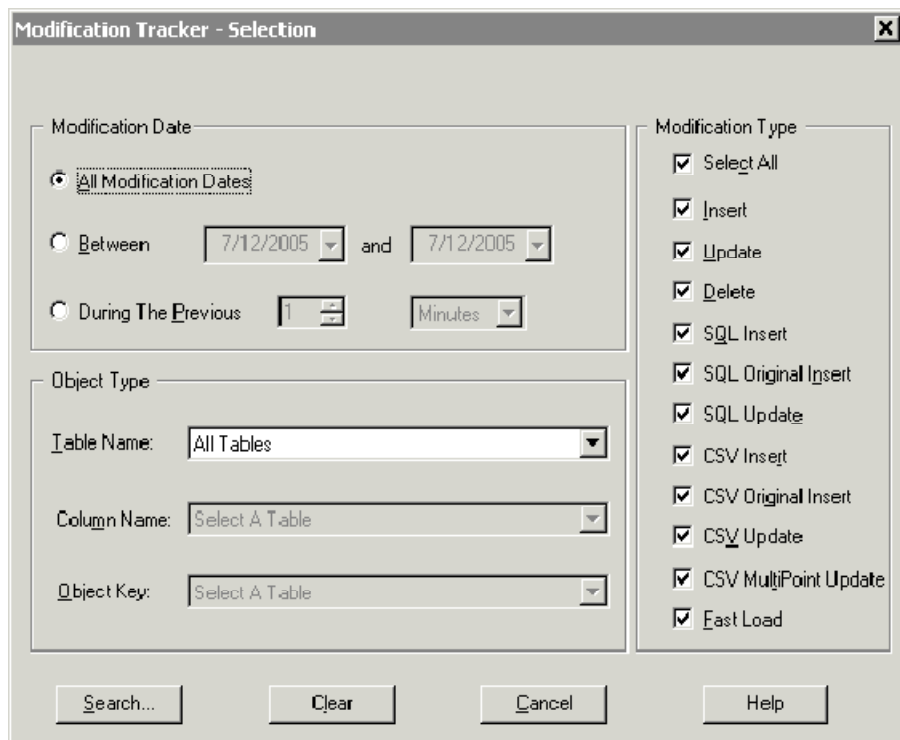 Modification Tracker - Selection
Modification Date
All Modification Dates
Between 7/12/2005 and 7/12/2005
During The Previous 1 Minutes
Object Type
Table Name: All Tables
Column Name: Select A Table
Object Key: Select A Table
Modification Type
Select All
Insert
Update
Delete
SQL Insert
SQL Original Insert
SQL Update
CSV Insert
CSV Original Insert
CSV Update
CSV MultiPoint Update
Fast Load
Search... Clear Cancel Help